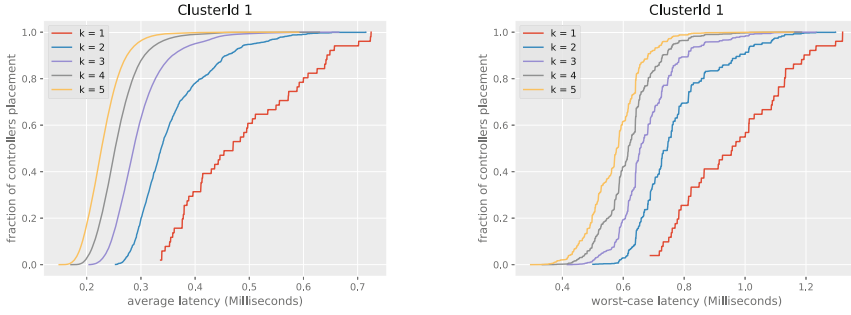 ClusterId 1
fraction of controllers placement
1.0
0.8
0.6
0.4
0.2
0.0
k = 1
k = 2
k = 3
k = 4
k = 5
0.2 0.3 0.4 0.5 0.6 0.7
average latency (Milliseconds)
ClusterId 1
fraction of controllers placement
1.0
0.8
0.6
0.4
0.2
0.0
k = 1
k = 2
k = 3
k = 4
k = 5
0.4 0.6 0.8 1.0 1.2
worst-case latency (Milliseconds)